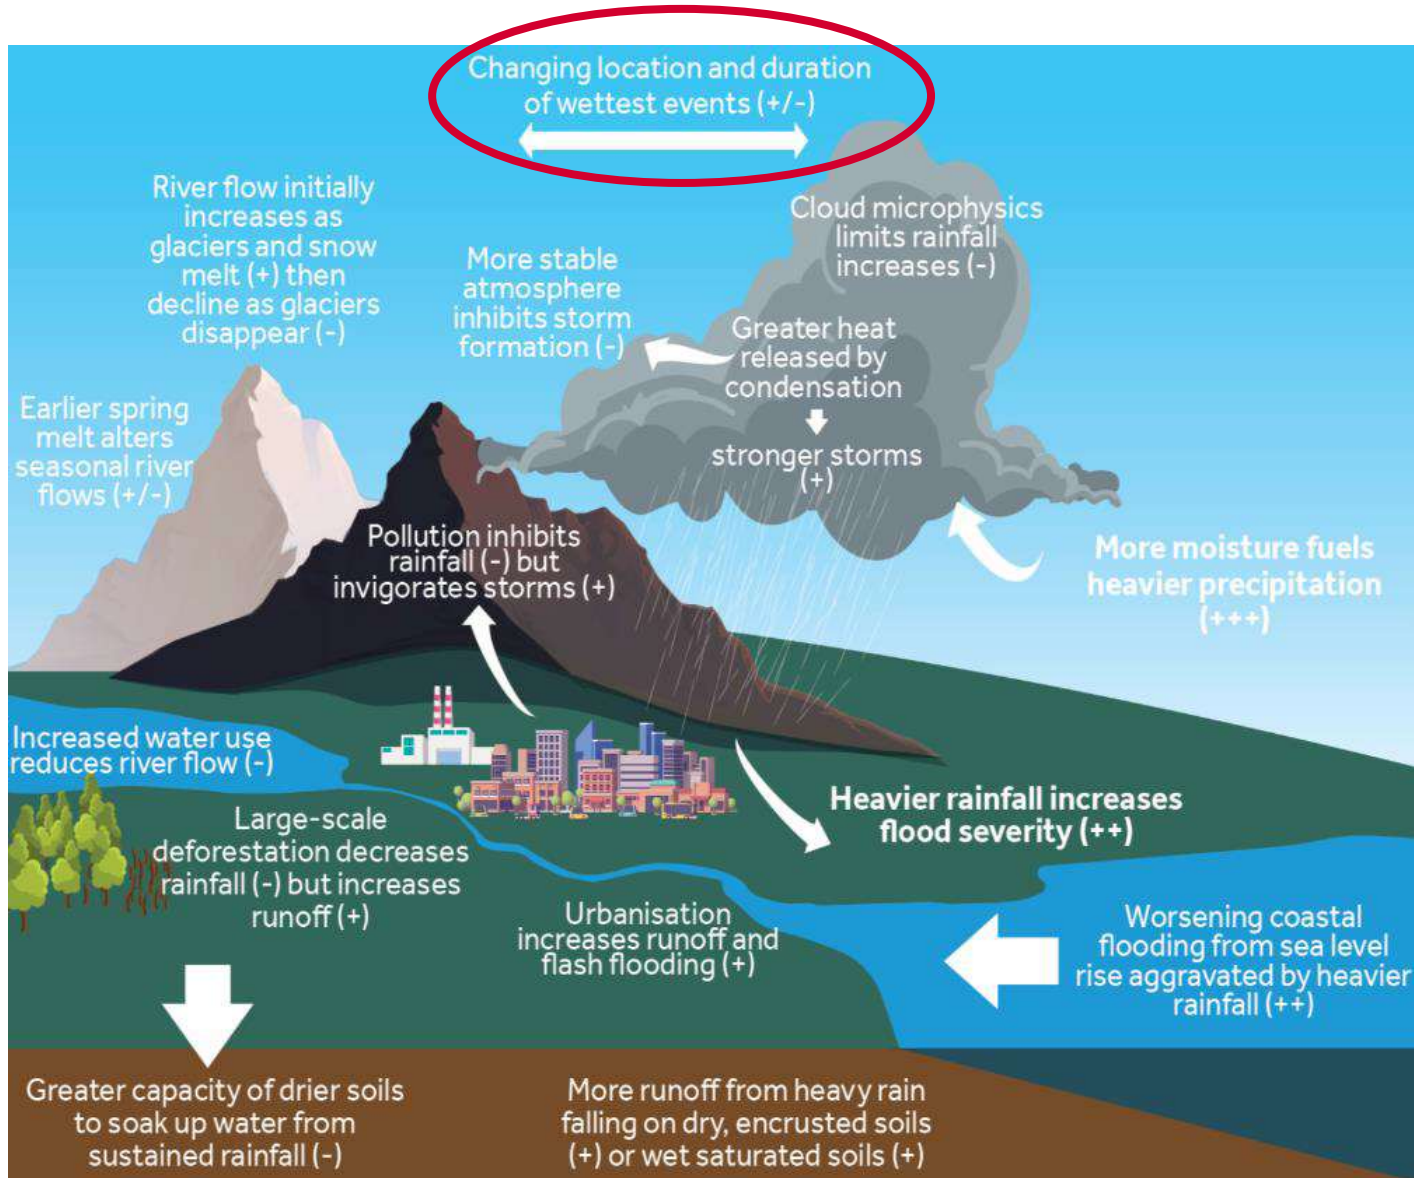 Changing location and duration
of wettest events (+/-)
River flow initially
increases as
glaciers and snow
melt (+) then
decline as glaciers
disappear (-)
Cloud microphysics
limits rainfall
increases (-)
More stable
atmosphere
inhibits storm
formation (-)
Greater heat
released by
condensation
stronger storms
(+)
Earlier spring
melt alters
seasonal river
flows (+/-)
Pollution inhibits
rainfall (-) but
invigorates storms (+)
More moisture fuels
heavier precipitation
(+++)
Increased water use
reduces river flow (-)
Heavier rainfall increases
flood severity (++)
Large-scale
deforestation decreases
rainfall (-) but increases
runoff (+)
Urbanisation
increases runoff and
flash flooding (+)
Worsening coastal
flooding from sea level
rise aggravated by heavier
rainfall (++)
Greater capacity of drier soils
to soak up water from
sustained rainfall (-)
More runoff from heavy rain
falling on dry, encrusted soils
(+) or wet saturated soils (+)